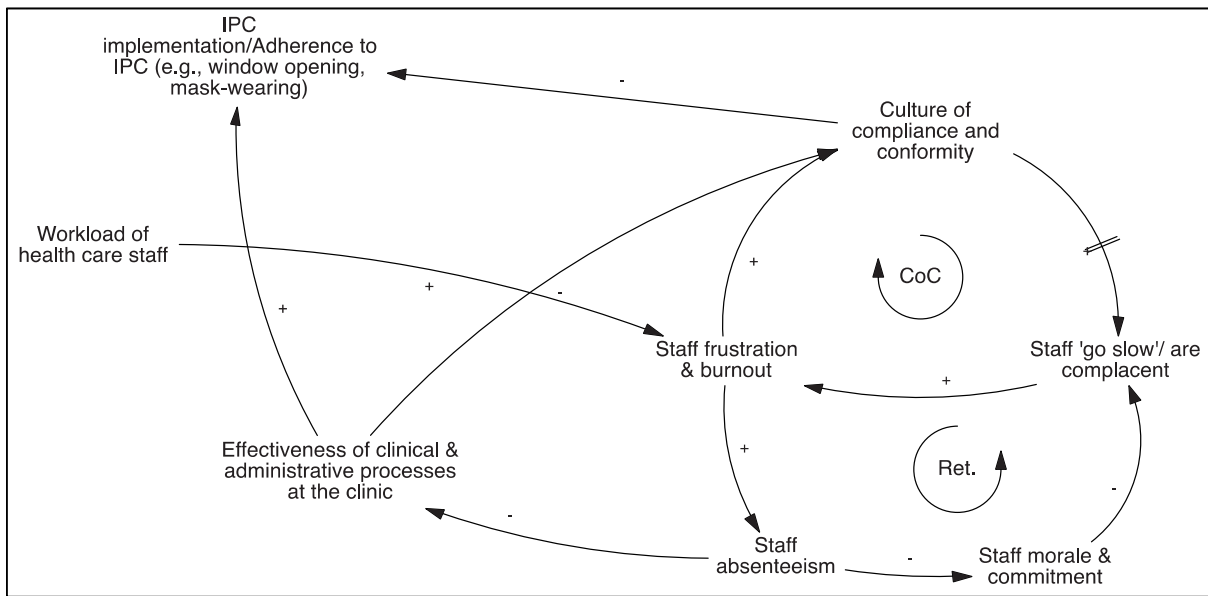 IPC
implementation/Adherence to
IPC (e.g., window opening,
mask-wearing)
-
Culture of
compliance and
conformity
Workload of
health care staff
+
+
-
+
+
CoC
Staff frustration
& burnout
Staff 'go slow'/ are
complacent
+
Effectiveness of clinical &
administrative processes
at the clinic
+
Ret.
-
-
Staff
absenteeism
-
Staff morale &
commitment